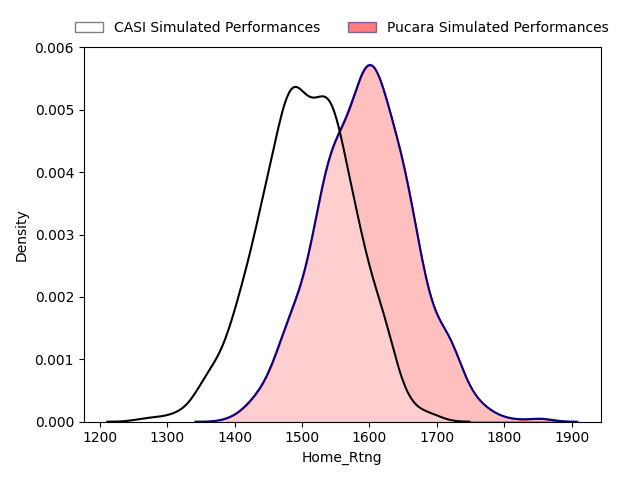 CASI Simulated Performances
Pucara Simulated Performances
0.006
0.005
0.004
0.003
0.002
0.001
0.000
Density
1200 1300 1400 1500 1600 1700 1800 1900
Home_Rtng